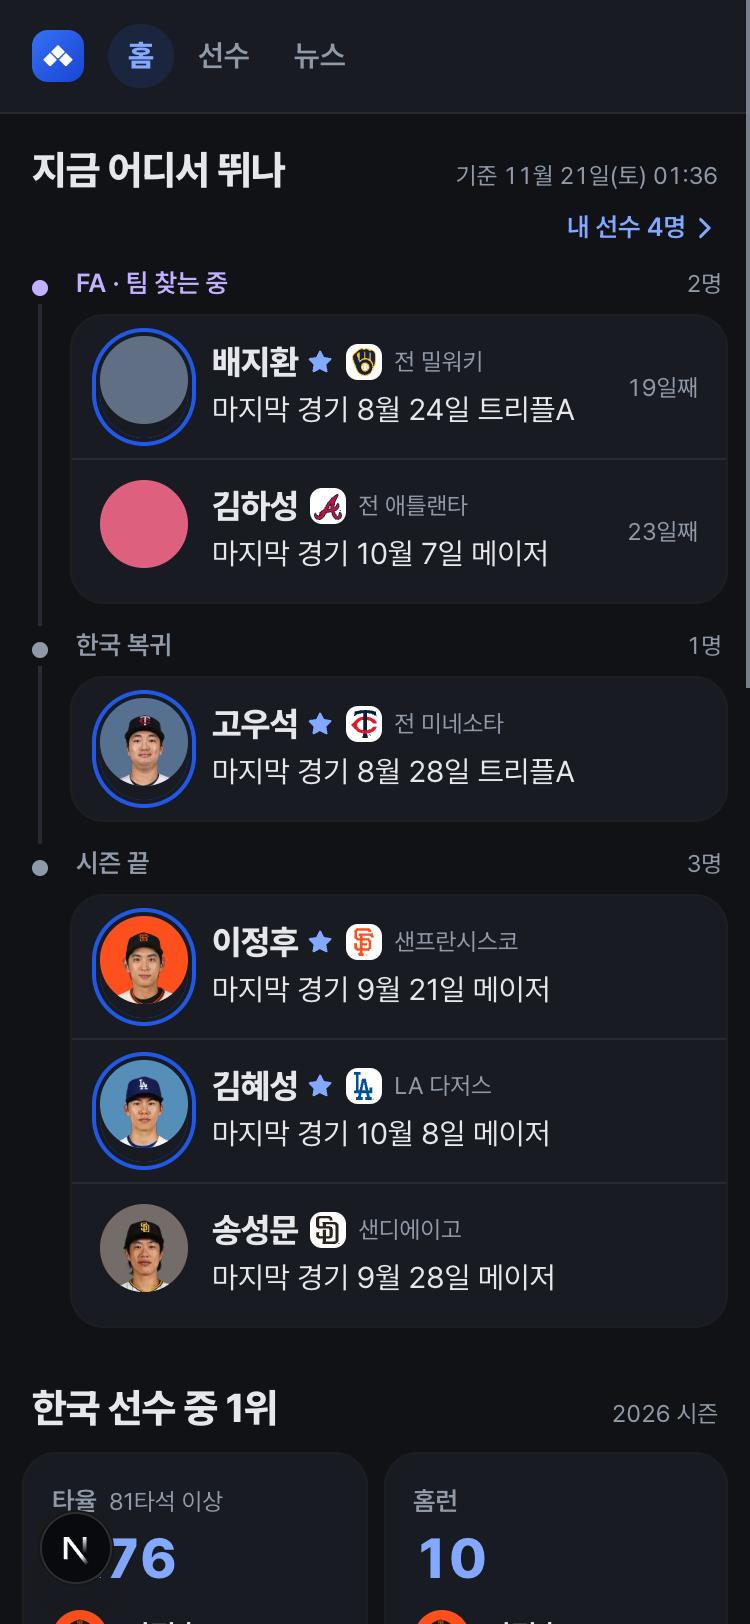 홈 선수 뉴스
지금 어디서 뛰나 기준 11월 21일(토) 01:36
내 선수 4명
FA · 팀 찾는 중 2명
배지환 전 밀워키
마지막 경기 8월 24일 트리플A 19일째
김하성 전 애틀랜타
마지막 경기 10월 7일 메이저 23일째
한국 복귀 1명
고우석 전 미네소타
마지막 경기 8월 28일 트리플A
시즌 끝 3명
이정후 샌프란시스코
마지막 경기 9월 21일 메이저
김혜성 LA 다저스
마지막 경기 10월 8일 메이저
송성문 샌디에이고
마지막 경기 9월 28일 메이저
한국 선수 중 1위 2026 시즌
타율 81타석 이상 홈런
N 76 10